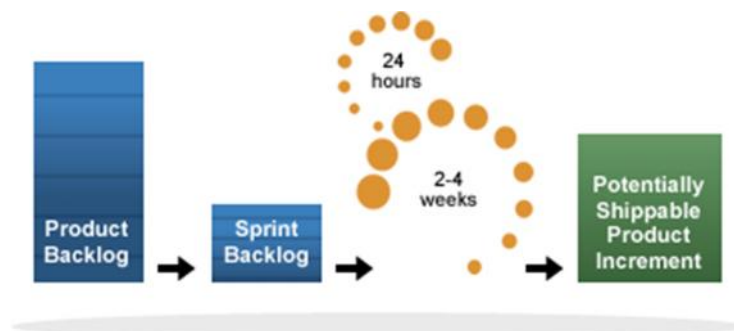 24
hours
2-4
weeks
Product
Backlog
Sprint
Backlog
Potentially
Shippable
Product
Increment